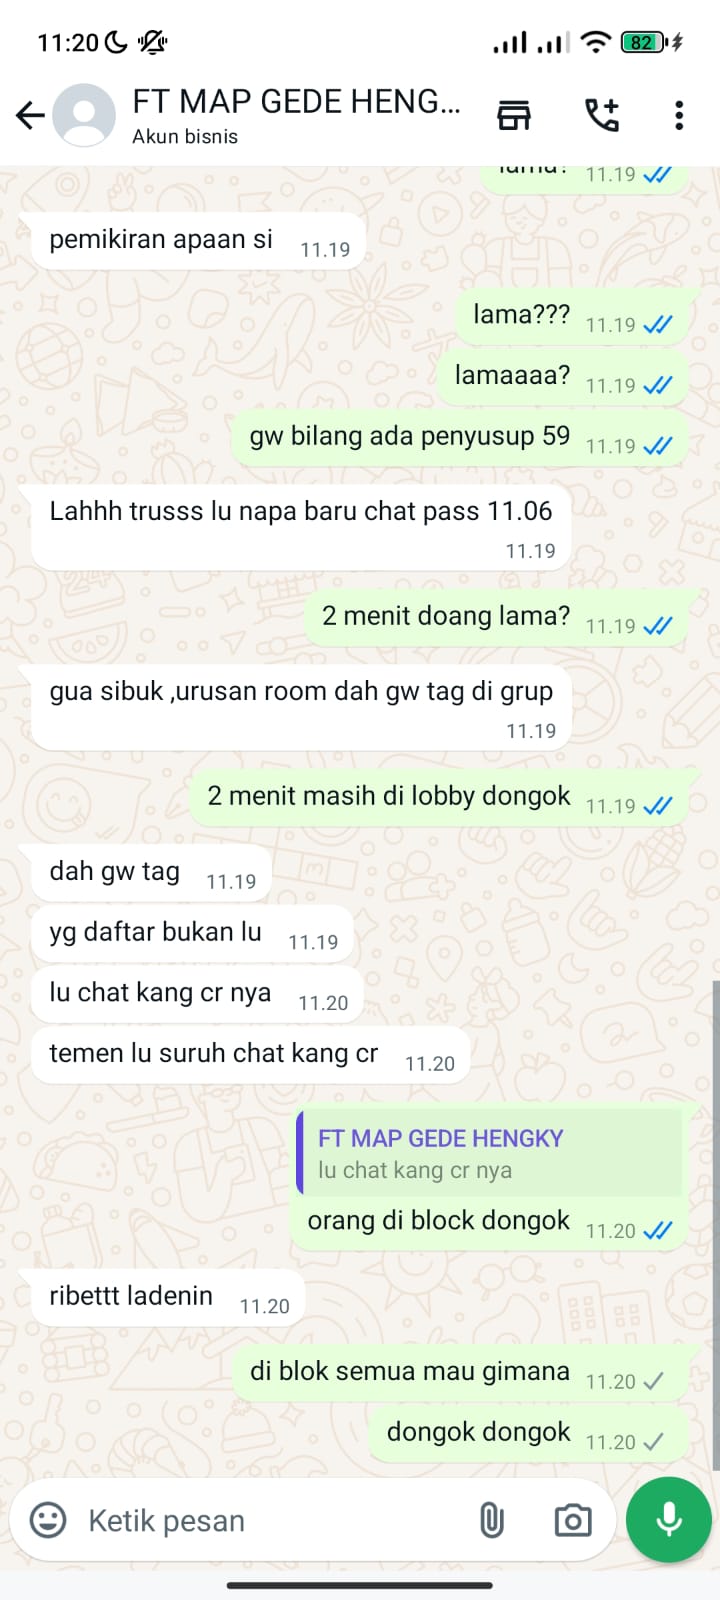 11:20
82
FT MAP GEDE HENG...
Akun bisnis
lama? 11.19
pemikiran apaan si 11.19
lama??? 11.19
lamaaaa? 11.19
gw bilang ada penyusup 59 11.19
Lahhh trusss lu napa baru chat pass 11.06
11.19
2 menit doang lama? 11.19
gua sibuk ,urusan room dah gw tag di grup
11.19
2 menit masih di lobby dongok 11.19
dah gw tag 11.19
yg daftar bukan lu 11.19
lu chat kang cr nya 11.20
temen lu suruh chat kang cr 11.20
FT MAP GEDE HENGKY
lu chat kang cr nya
orang di block dongok 11.20
ribettt ladenin 11.20
di blok semua mau gimana 11.20
dongok dongok 11.20
Ketik pesan